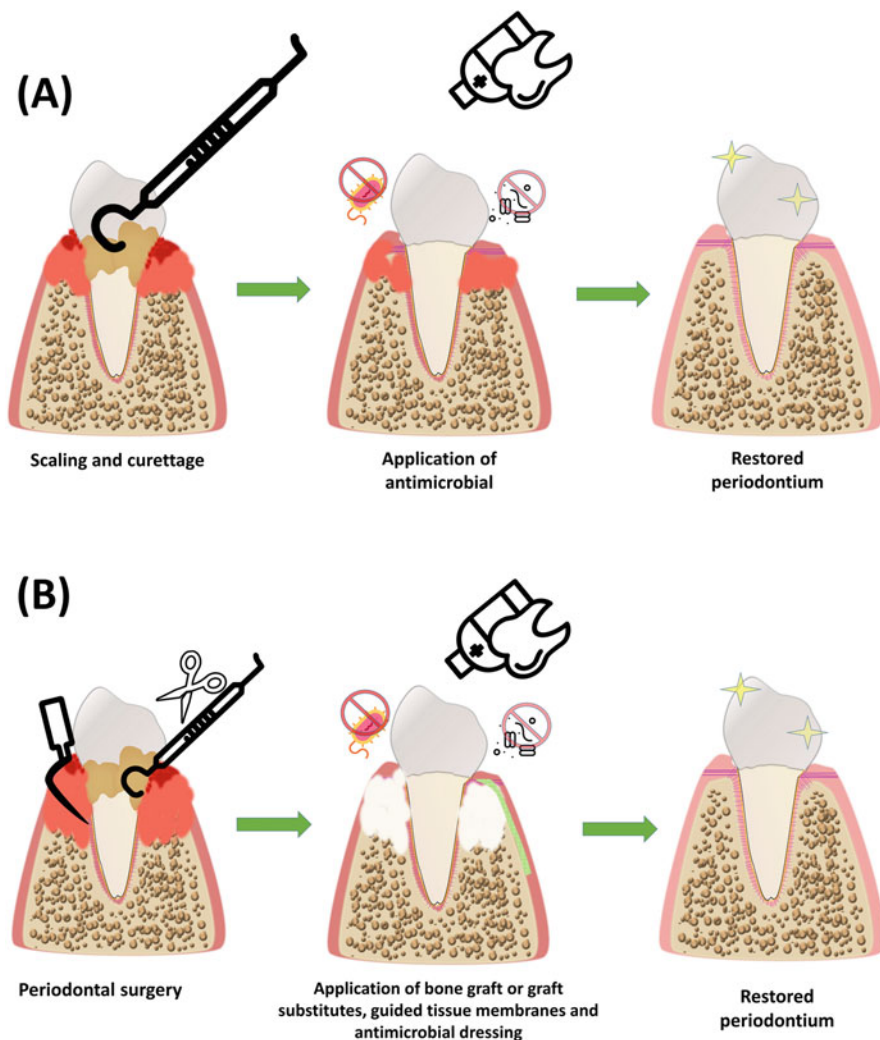 (A)
Scaling and curettage
Application of
antimicrobial
Restored
periodontium
(B)
Periodontal surgery
Application of bone graft or graft
substitutes, guided tissue membranes and
antimicrobial dressing
Restored
periodontium